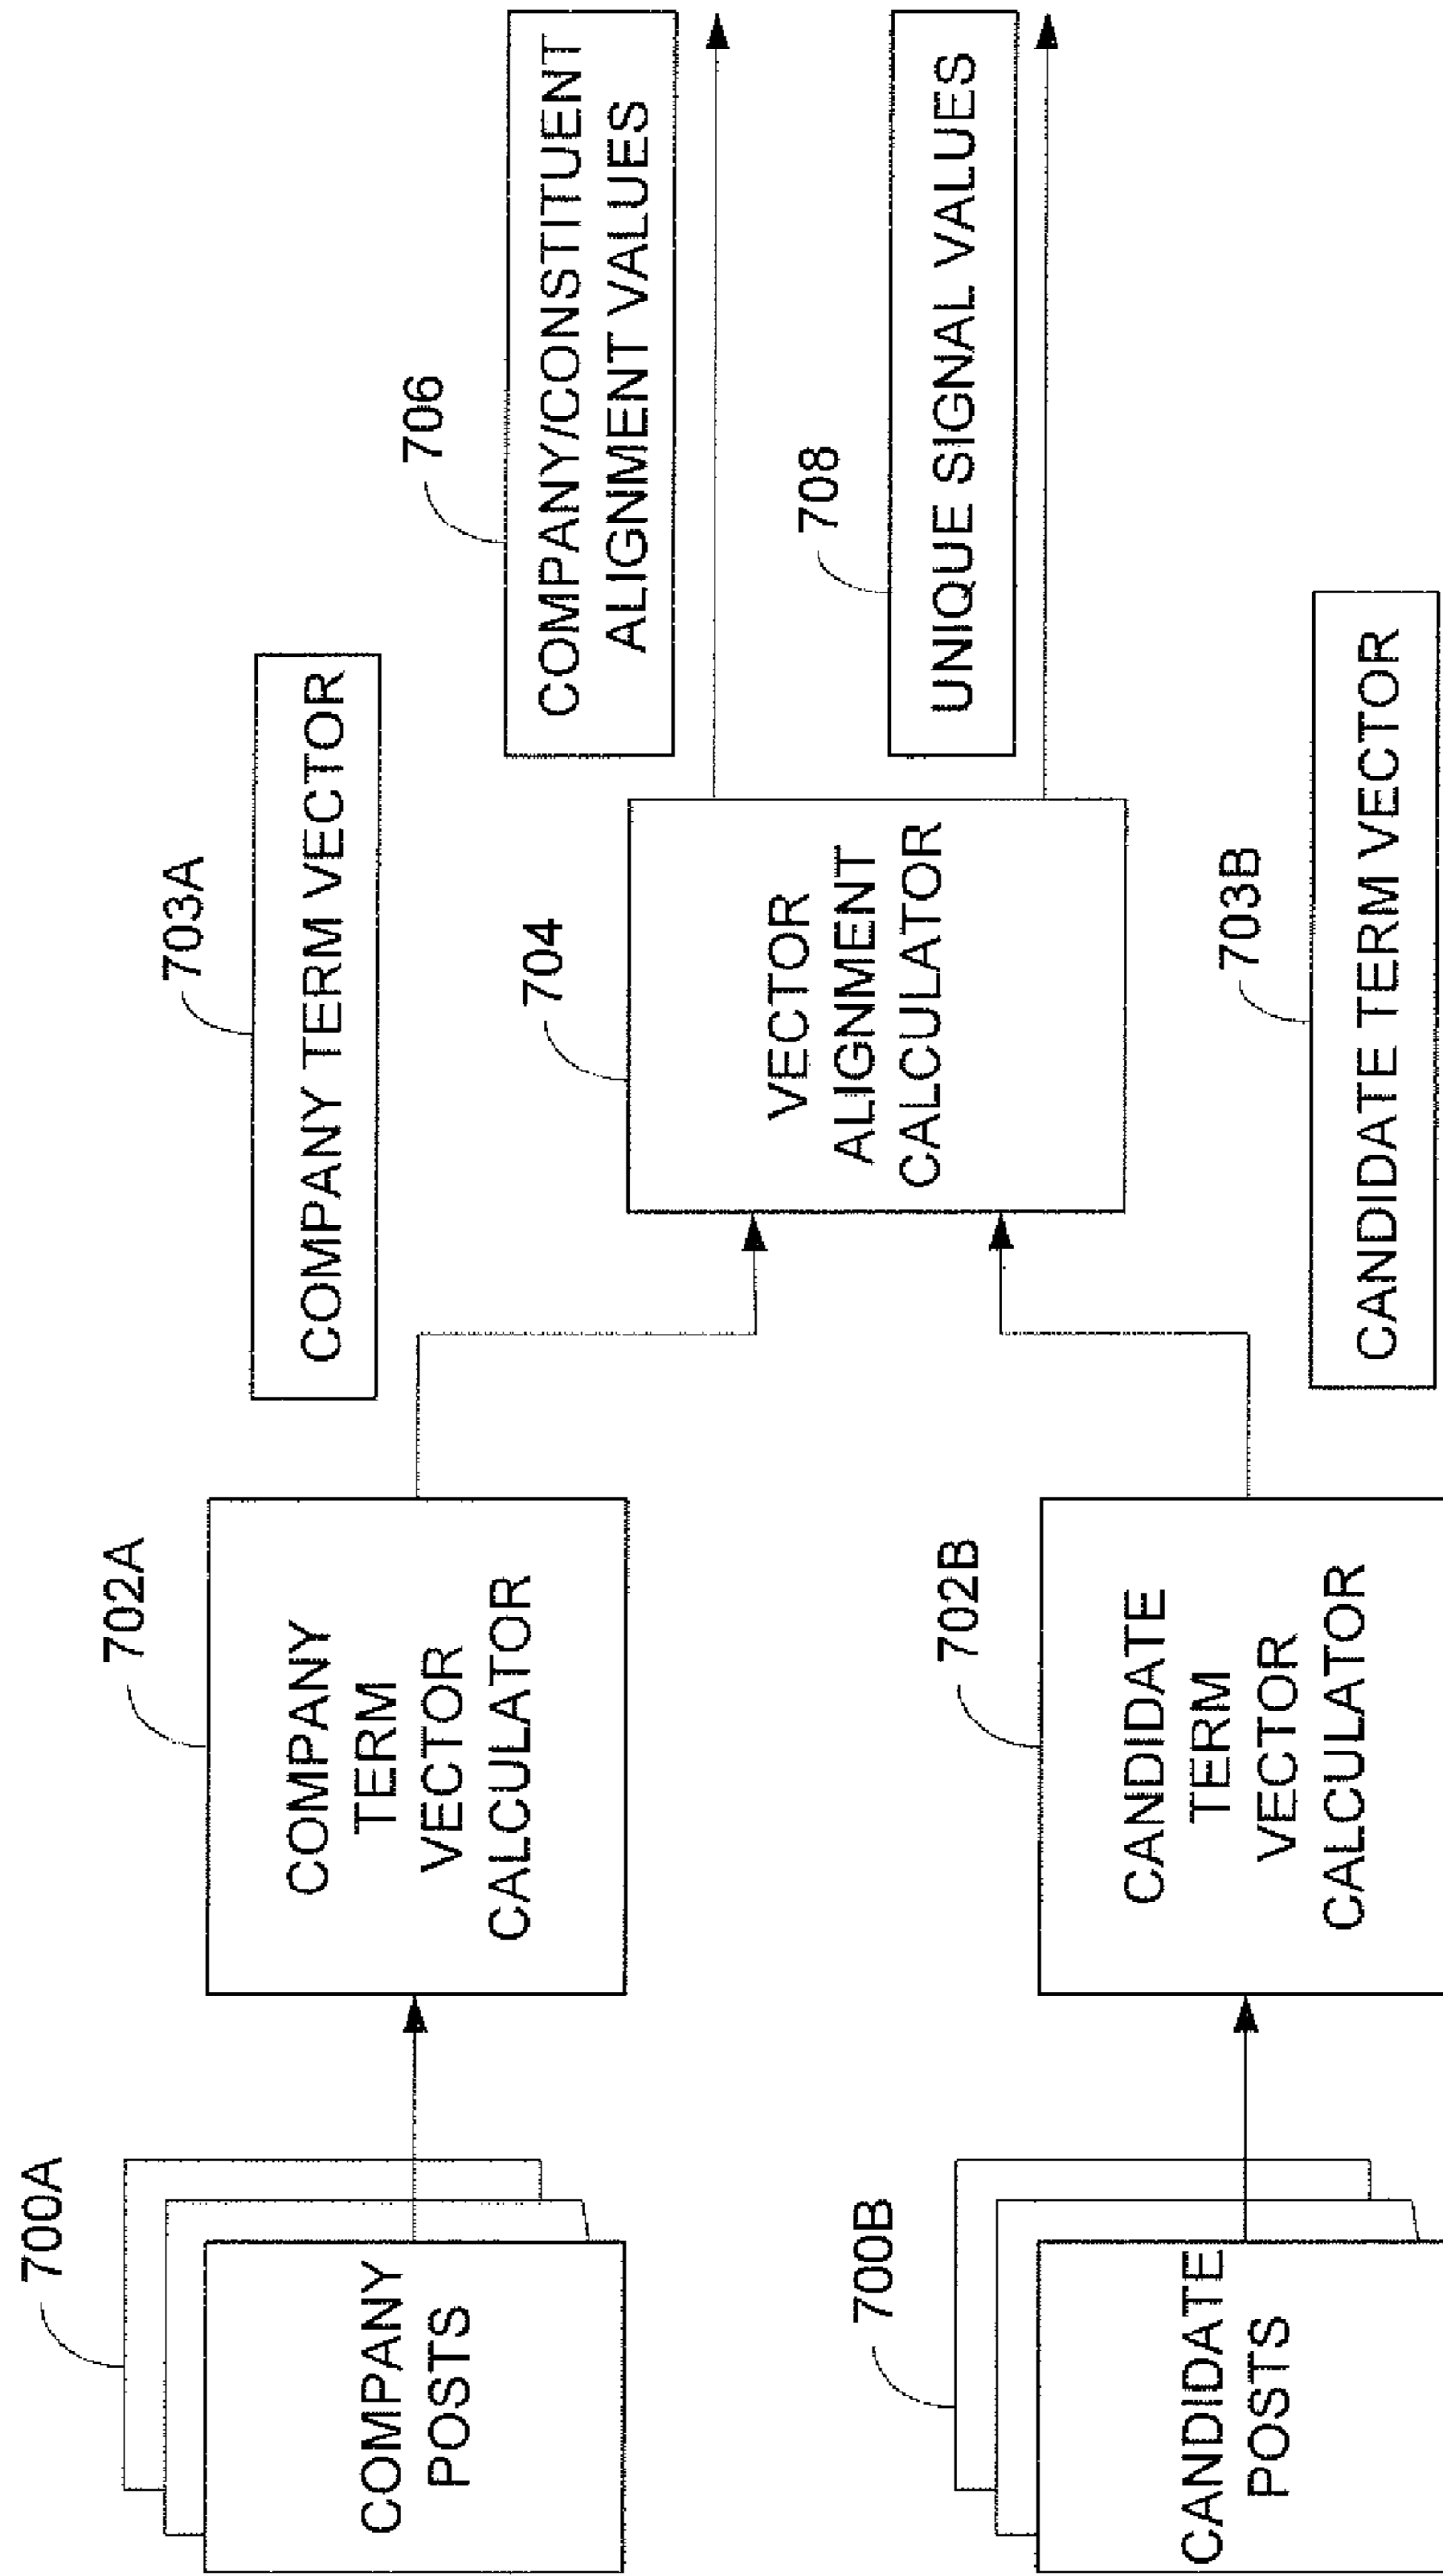 700A
COMPANY
POSTS
702A
COMPANY
TERM
VECTOR
CALCULATOR
703A
COMPANY TERM VECTOR
700B
CANDIDATE
POSTS
702B
CANDIDATE
TERM
VECTOR
CALCULATOR
703B
CANDIDATE TERM VECTOR
704
VECTOR
ALIGNMENT
CALCULATOR
706
COMPANY/CONSTITUENT
ALIGNMENT VALUES
708
UNIQUE SIGNAL VALUES